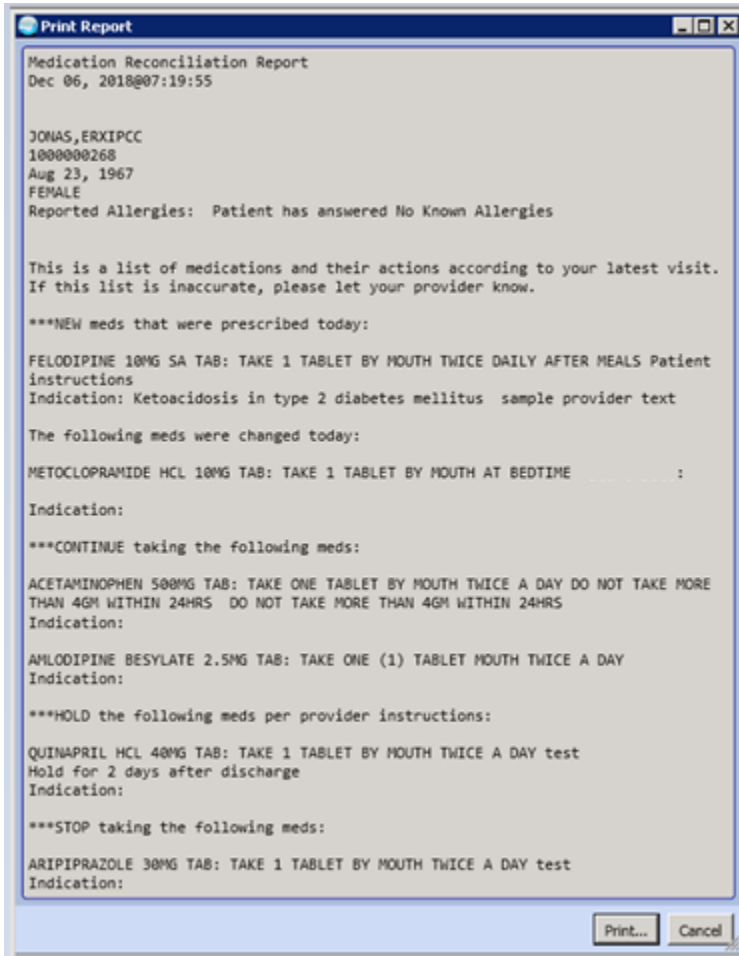 Print Report
Medication Reconciliation Report
Dec 06, 2018@07:19:55
JONAS,ERXIPCC
1000000268
Aug 23, 1967
FEMALE
Reported Allergies:  Patient has answered No Known Allergies
This is a list of medications and their actions according to your latest visit.
If this list is inaccurate, please let your provider know.
***NEW meds that were prescribed today:
FELODIPINE 10MG SA TAB: TAKE 1 TABLET BY MOUTH TWICE DAILY AFTER MEALS Patient
instructions
Indication: Ketoacidosis in type 2 diabetes mellitus  sample provider text
The following meds were changed today:
METOCLOPRAMIDE HCL 10MG TAB: TAKE 1 TABLET BY MOUTH AT BEDTIME :
Indication:
***CONTINUE taking the following meds:
ACETAMINOPHEN 500MG TAB: TAKE ONE TABLET BY MOUTH TWICE A DAY DO NOT TAKE MORE
THAN 4GM WITHIN 24HRS  DO NOT TAKE MORE THAN 4GM WITHIN 24HRS
Indication:
AMLODIPINE BESYLATE 2.5MG TAB: TAKE ONE (1) TABLET MOUTH TWICE A DAY
Indication:
***HOLD the following meds per provider instructions:
QUINAPRIL HCL 40MG TAB: TAKE 1 TABLET BY MOUTH TWICE A DAY test
Hold for 2 days after discharge
Indication:
***STOP taking the following meds:
ARIPIPRAZOLE 30MG TAB: TAKE 1 TABLET BY MOUTH TWICE A DAY test
Indication:
Print... Cancel